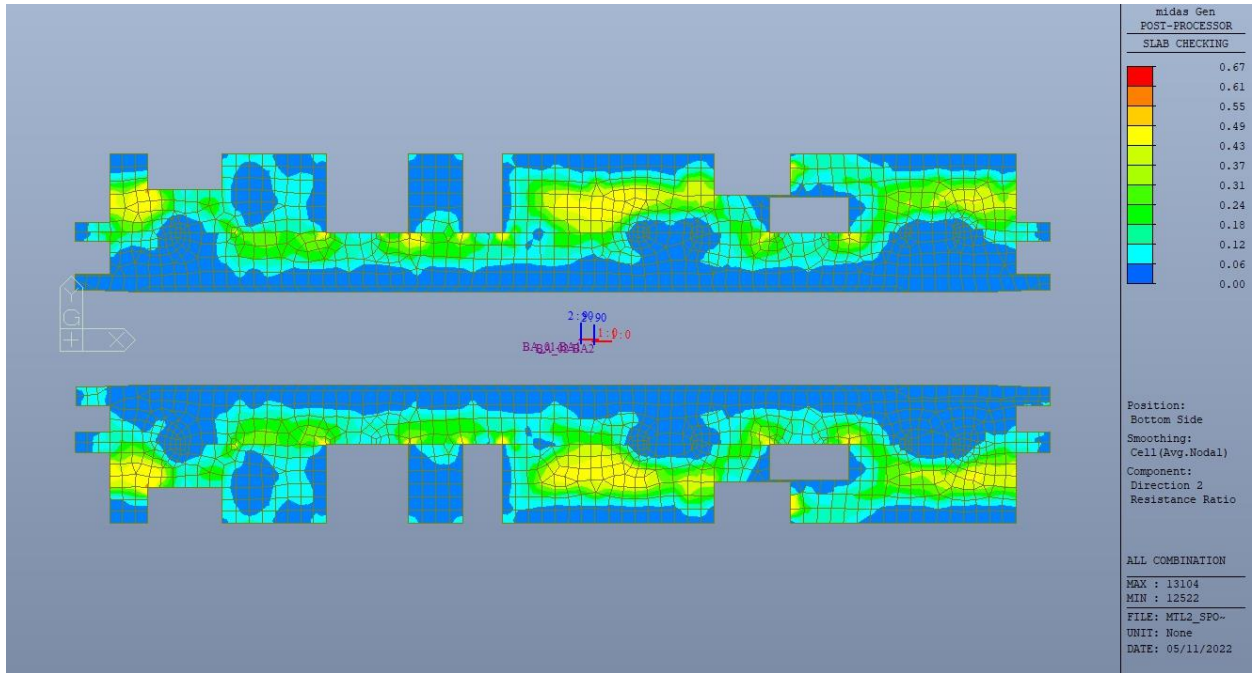 midas Gen
POST-PROCESSOR
SLAB CHECKING
0.67
0.61
0.55
0.49
0.43
0.37
0.31
0.24
0.18
0.12
0.06
0.00
Y
G
X
1:0
Position:
Bottom Side
Smoothing:
Cell(Avg.Nodal)
Component:
Direction 2
Resistance Ratio
ALL COMBINATION
MAX : 13104
MIN : 12522
FILE: MTL2_SPO~
UNIT: None
DATE: 05/11/2022